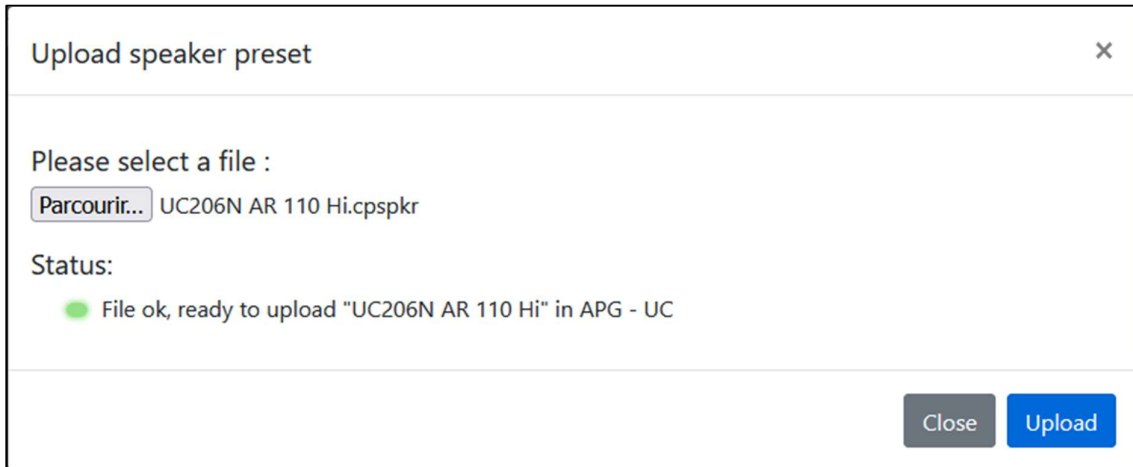 Upload speaker preset ×
Please select a file :
Parcourir... UC206N AR 110 Hi.cpspkr
Status:
File ok, ready to upload "UC206N AR 110 Hi" in APG - UC
Close Upload